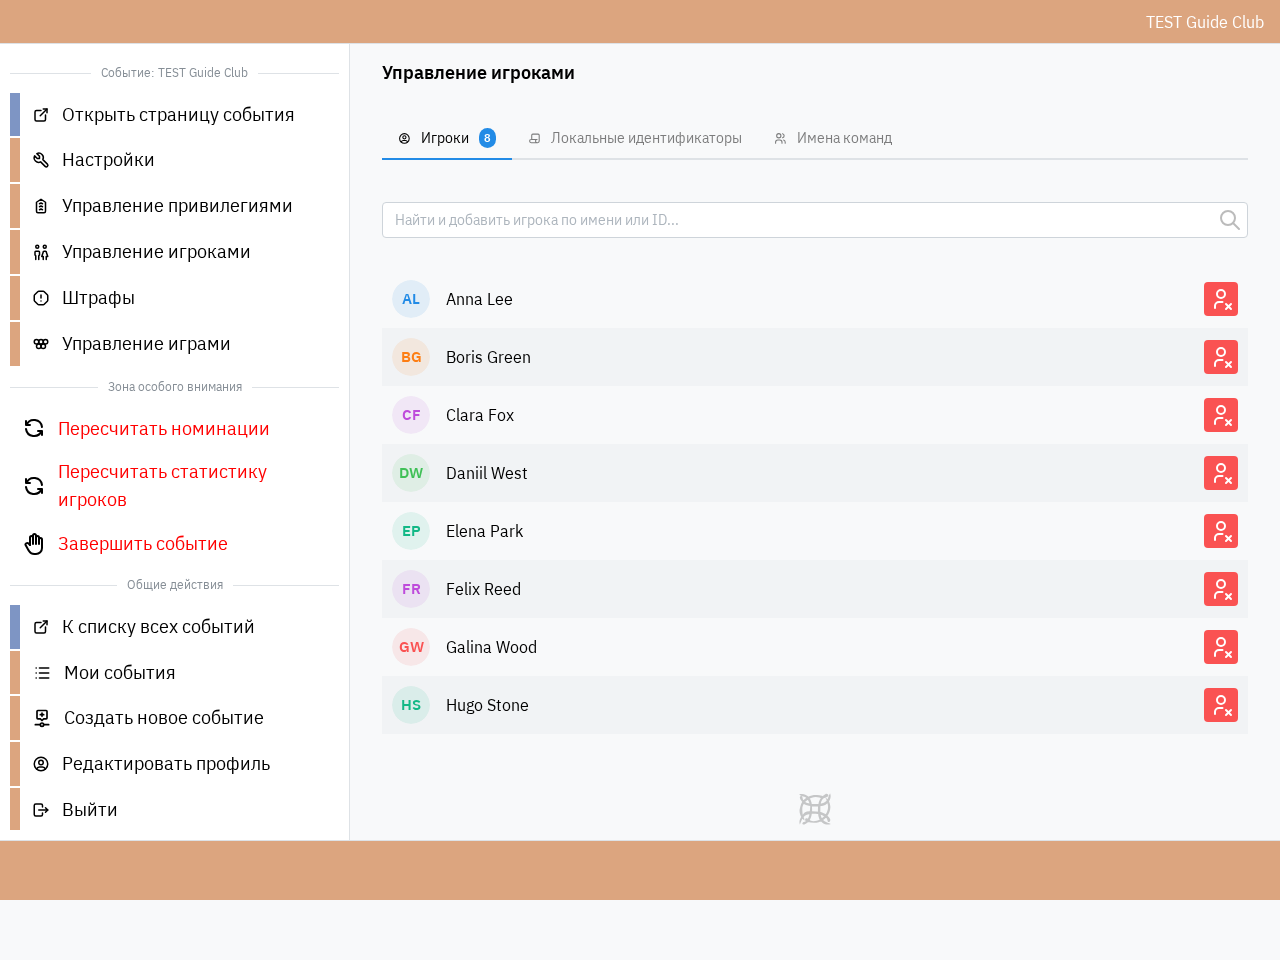 TEST Guide Club
Событие: TEST Guide Club
Открыть страницу события
Настройки
Управление привилегиями
Управление игроками
Штрафы
Управление играми
Зона особого внимания
Пересчитать номинации
Пересчитать статистику
игроков
Завершить событие
Общие действия
К списку всех событий
Мои события
Создать новое событие
Редактировать профиль
Выйти
Управление игроками
Игроки 8 Локальные идентификаторы Имена команд
Найти и добавить игрока по имени или ID...
AL Anna Lee
BG Boris Green
CF Clara Fox
DW Daniil West
EP Elena Park
FR Felix Reed
GW Galina Wood
HS Hugo Stone